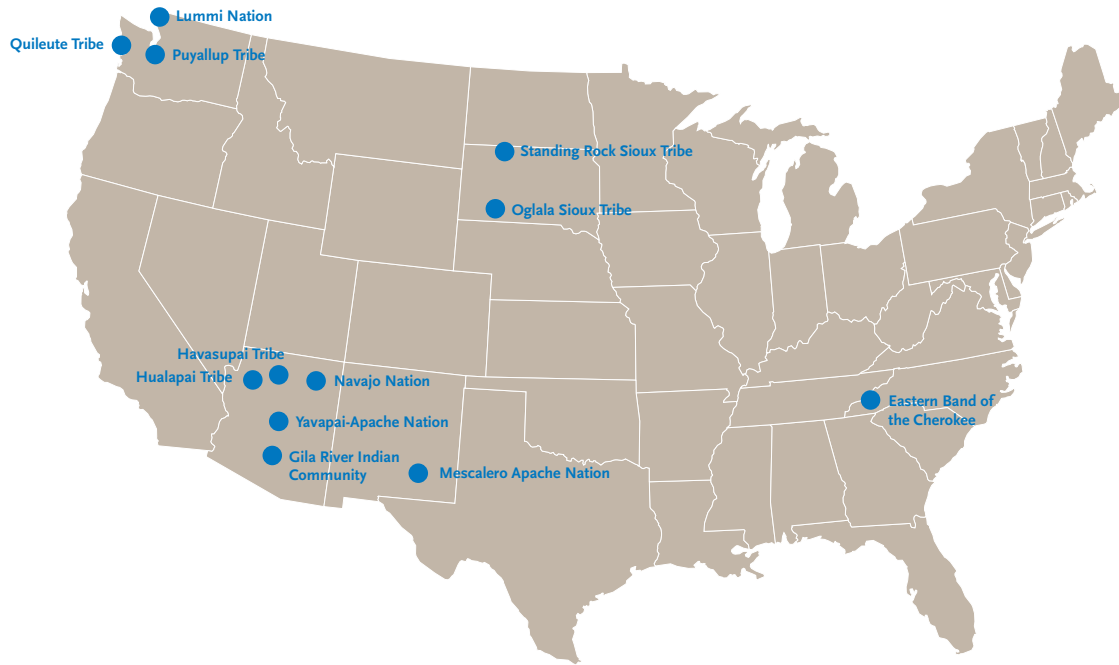 Lummi Nation
Quileute Tribe
Puyallup Tribe
Standing Rock Sioux Tribe
Oglala Sioux Tribe
Havasupai Tribe
Hualapai Tribe
Navajo Nation
Yavapai-Apache Nation
Gila River Indian
Community
Mescalero Apache Nation
Eastern Band of
the Cherokee